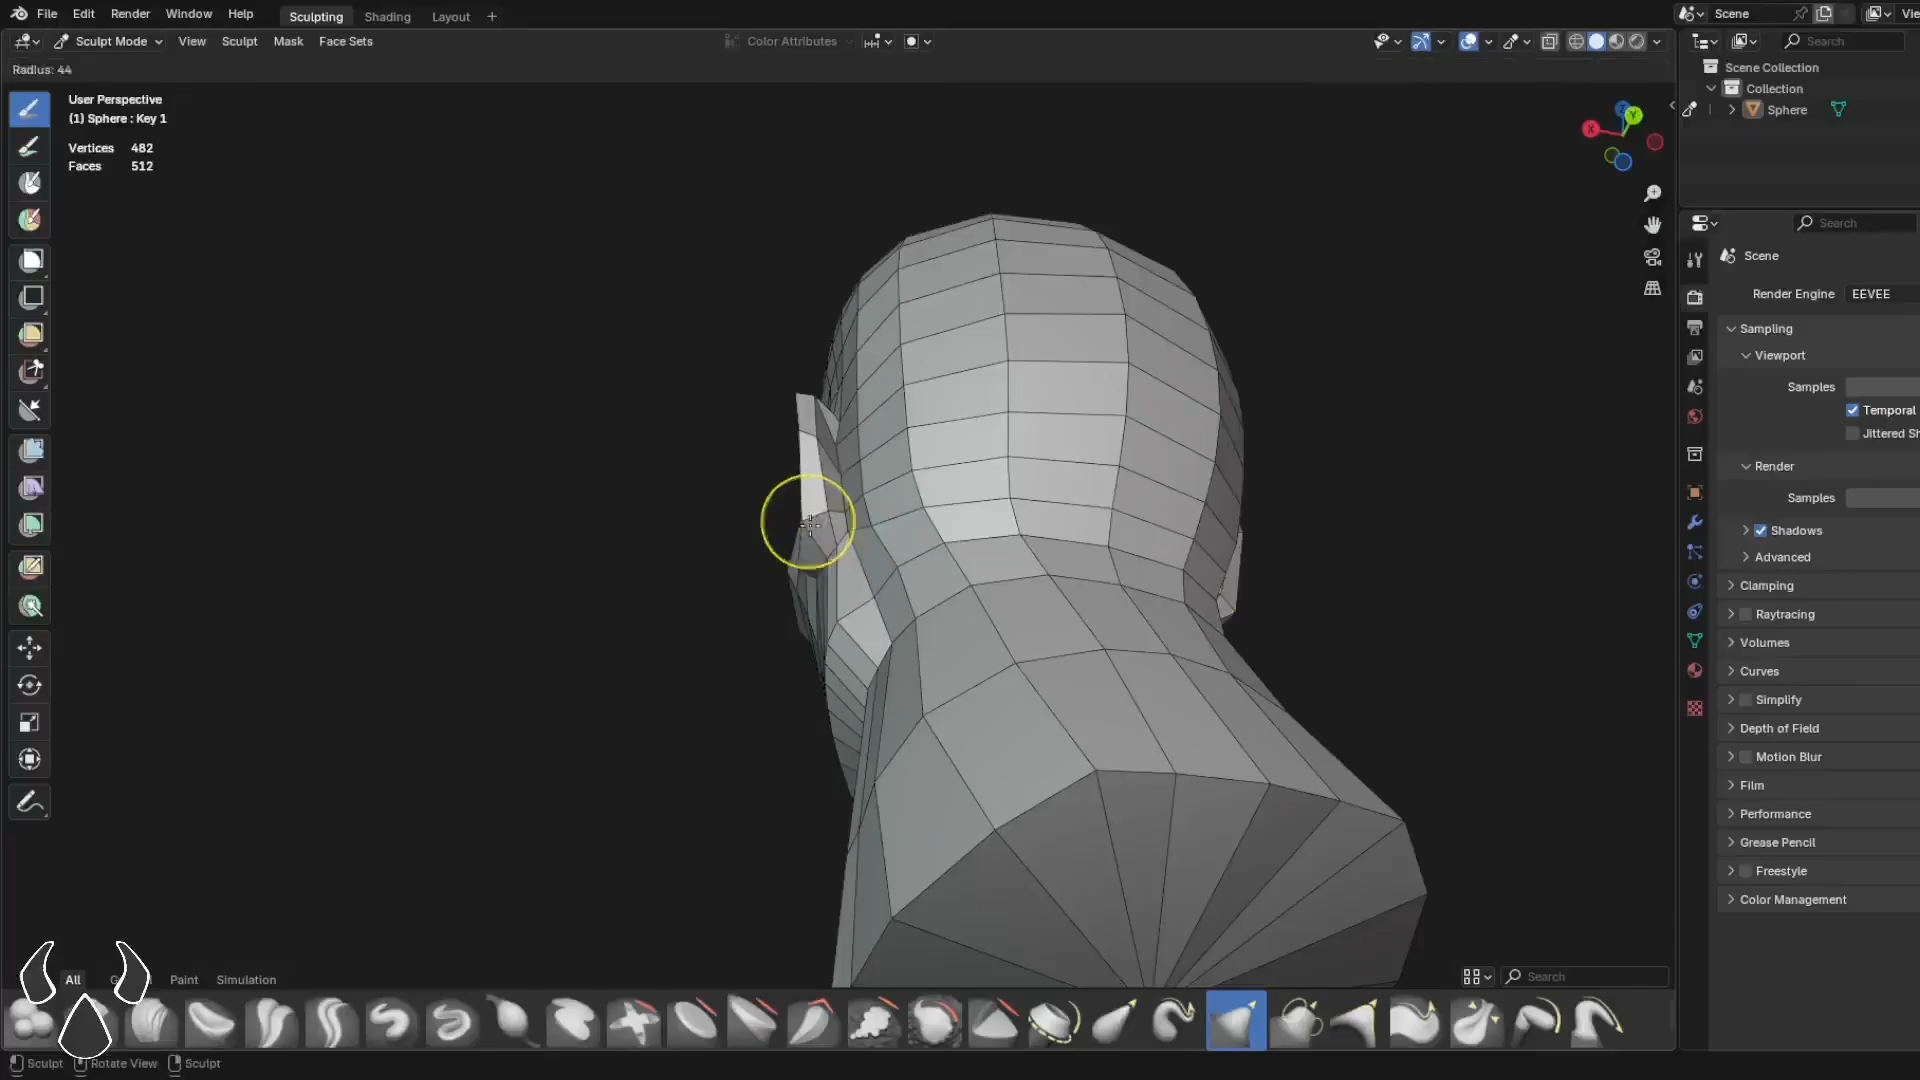 File Edit Render Window Help Sculpting Shading Layout + Scene
Sculpt Mode View Sculpt Mask Face Sets Color Attributes Search
Radius: 44
Scene Collection
Collection
Sphere
User Perspective
(1) Sphere : Key 1
Vertices 482
Faces 512
X Y Z
Search
Scene
Render Engine EEVEE
Sampling
Viewport
Samples
Temporal
Jittered Sh
Render
Samples
Shadows
Advanced
Clamping
Raytracing
Volumes
Curves
Simplify
Depth of Field
Motion Blur
Film
Performance
Grease Pencil
Freestyle
Color Management
All Paint Simulation Search
Sculpt Rotate View Sculpt